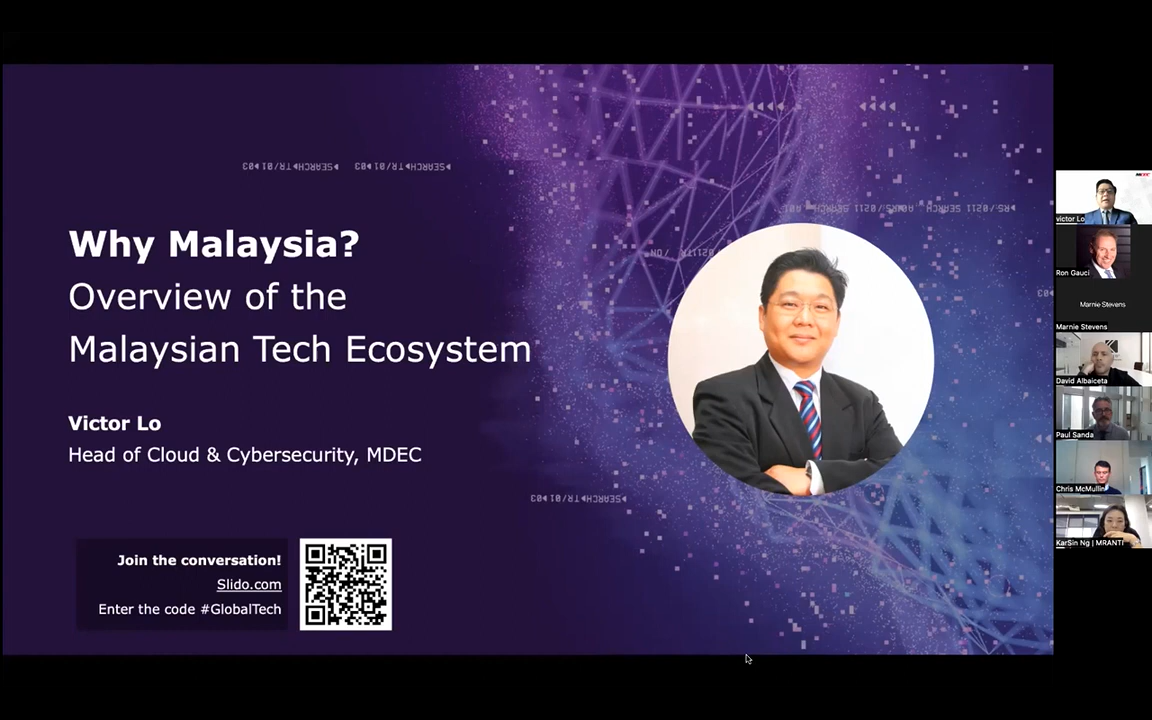 Why Malaysia?
Overview of the
Malaysian Tech Ecosystem
Victor Lo
Head of Cloud & Cybersecurity, MDEC
Join the conversation!
Slido.com
Enter the code #GlobalTech
victor Lo
Ron Gauci
Marnie Stevens
Marnie Stevens
David Albaiceta
Paul Sanda
Chris McMullin
KarSin Ng | MRANTI